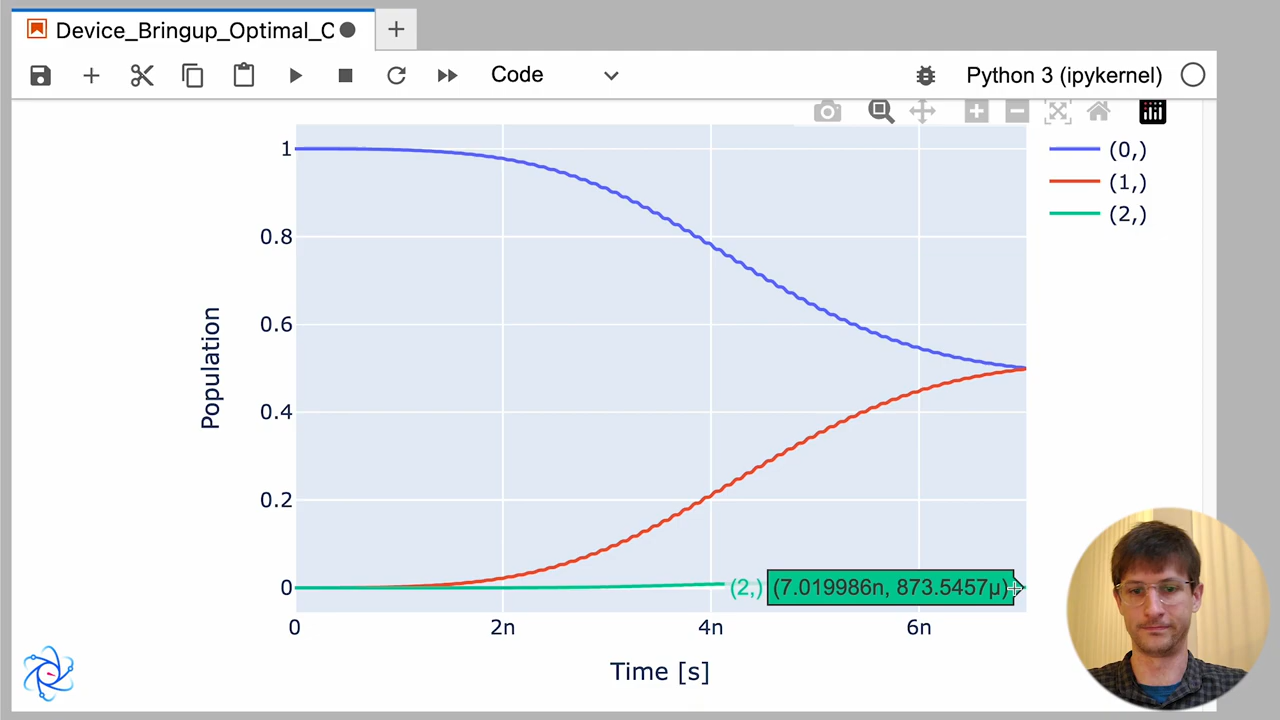 Device_Bringup_Optimal_C
Code
Python 3 (ipykernel)
1
0.8
0.6
0.4
0.2
0
Population
0
2n
4n
6n
Time [s]
(0,)
(1,)
(2,)
(2,)
(7.019986n, 873.5457µ)